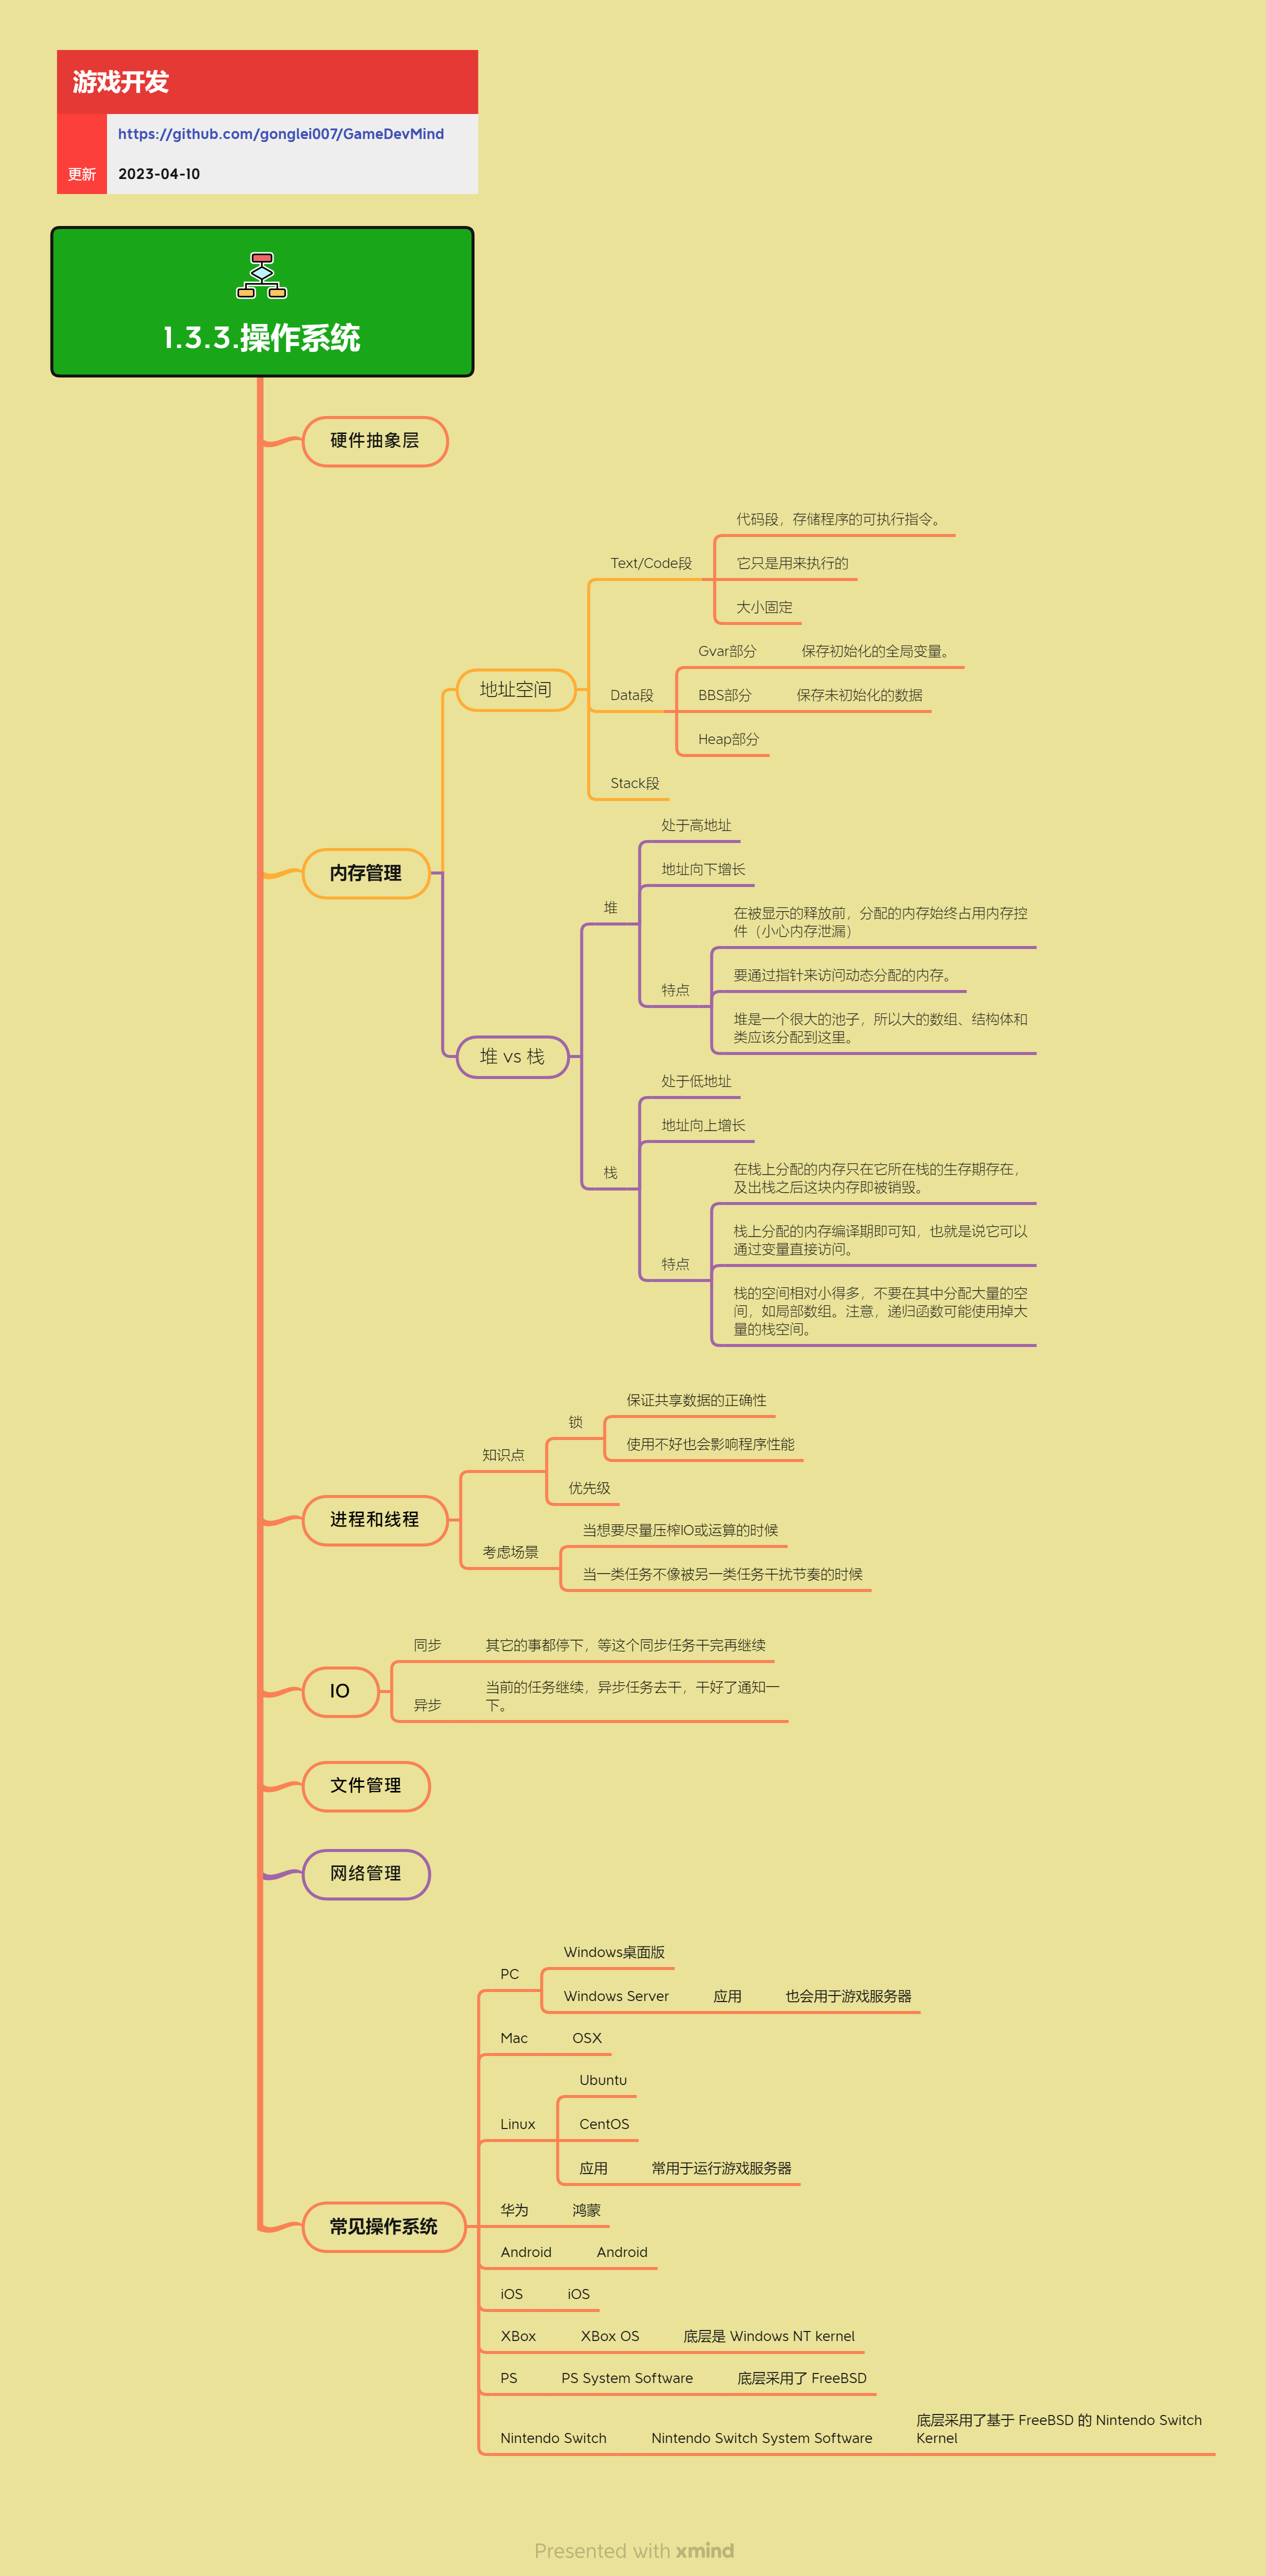 游戏开发
https://github.com/gonglei007/GameDevMind
更新
2023-04-10
1.3.3.操作系统
硬件抽象层
内存管理
地址空间
Text/Code段
代码段，存储程序的可执行指令。
它只是用来执行的
大小固定
Data段
Gvar部分
保存初始化的全局变量。
BBS部分
保存未初始化的数据
Heap部分
Stack段
堆 vs 栈
堆
处于高地址
地址向下增长
特点
在被显示的释放前，分配的内存始终占用内存控
件（小心内存泄漏）
要通过指针来访问动态分配的内存。
堆是一个很大的池子，所以大的数组、结构体和
类应该分配到这里。
栈
处于低地址
地址向上增长
特点
在栈上分配的内存只在它所在栈的生存期存在，
及出栈之后这块内存即被销毁。
栈上分配的内存编译期即可知，也就是说它可以
通过变量直接访问。
栈的空间相对小得多，不要在其中分配大量的空
间，如局部数组。注意，递归函数可能使用掉大
量的栈空间。
进程和线程
知识点
锁
保证共享数据的正确性
使用不好也会影响程序性能
优先级
考虑场景
当想要尽量压榨IO或运算的时候
当一类任务不像被另一类任务干扰节奏的时候
IO
同步
其它的事都停下，等这个同步任务干完再继续
异步
当前的任务继续，异步任务去干，干好了通知一
下。
文件管理
网络管理
常见操作系统
PC
Windows桌面版
Windows Server
应用
也会用于游戏服务器
Mac
OSX
Linux
Ubuntu
CentOS
应用
常用于运行游戏服务器
华为
鸿蒙
Android
Android
iOS
iOS
XBox
XBox OS
底层是 Windows NT kernel
PS
PS System Software
底层采用了 FreeBSD
Nintendo Switch
Nintendo Switch System Software
底层采用了基于 FreeBSD 的 Nintendo Switch
Kernel
Presented with xmind